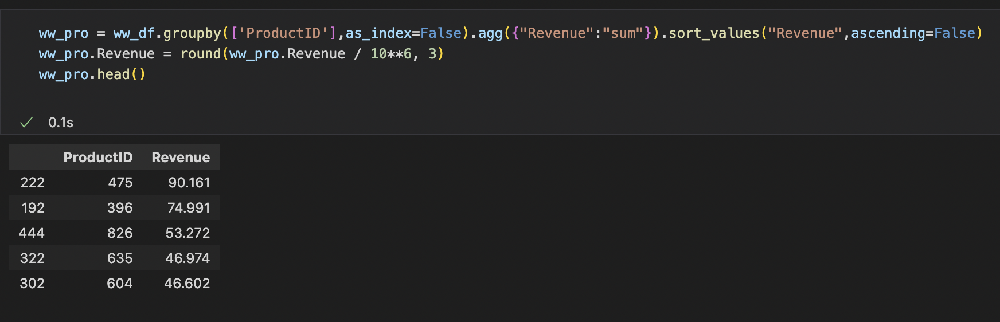 ww_pro = ww_df.groupby(['ProductID'],as_index=False).agg({"Revenue":"sum"}).sort_values("Revenue",ascending=False)
ww_pro.Revenue = round(ww_pro.Revenue / 10**6, 3)
ww_pro.head()
✓ 0.1s
ProductID Revenue
222 475 90.161
192 396 74.991
444 826 53.272
322 635 46.974
302 604 46.602